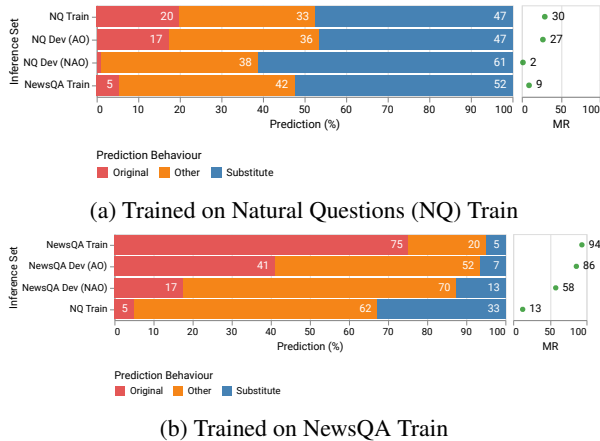 Inference Set
NQ Train 20 33 47 30
NQ Dev (AO) 17 36 47 27
NQ Dev (NAO) 38 61 2
NewsQA Train 5 42 52 9
0 10 20 30 40 50 60 70 80 90 100 0 50 100
Prediction (%) MR
Prediction Behaviour
Original Other Substitute
(a) Trained on Natural Questions (NQ) Train
Inference Set
NewsQA Train 75 20 5 94
NewsQA Dev (AO) 41 52 7 86
NewsQA Dev (NAO) 17 70 13 58
NQ Train 5 62 33 13
0 10 20 30 40 50 60 70 80 90 100 0 50 100
Prediction (%) MR
Prediction Behaviour
Original Other Substitute
(b) Trained on NewsQA Train